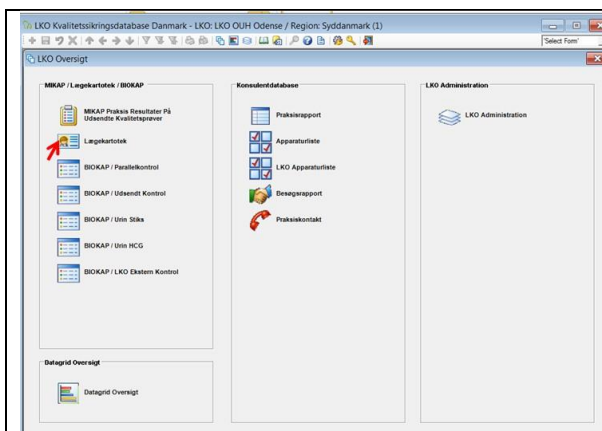 LKO Kvalitetssikringsdatabase Danmark - LKO: LKO OUH Odense / Region: Syddanmark (1)
'Select Form'
LKO Oversigt
MIKAP / Lægekartotek / BIOKAP
MIKAP Praksis Resultater På
Udsendte Kvalitetsprøver
Lægekartotek
BIOKAP / Parallelkontrol
BIOKAP / Udsendt Kontrol
BIOKAP / Urin Stiks
BIOKAP / Urin HCG
BIOKAP / LKO Ekstern Kontrol
Datagrid Oversigt
Datagrid Oversigt
Konsulentdatabase
Praksisrapport
Apparaturliste
LKO Apparaturliste
Besøgsrapport
Praksiskontakt
LKO Administration
LKO Administration